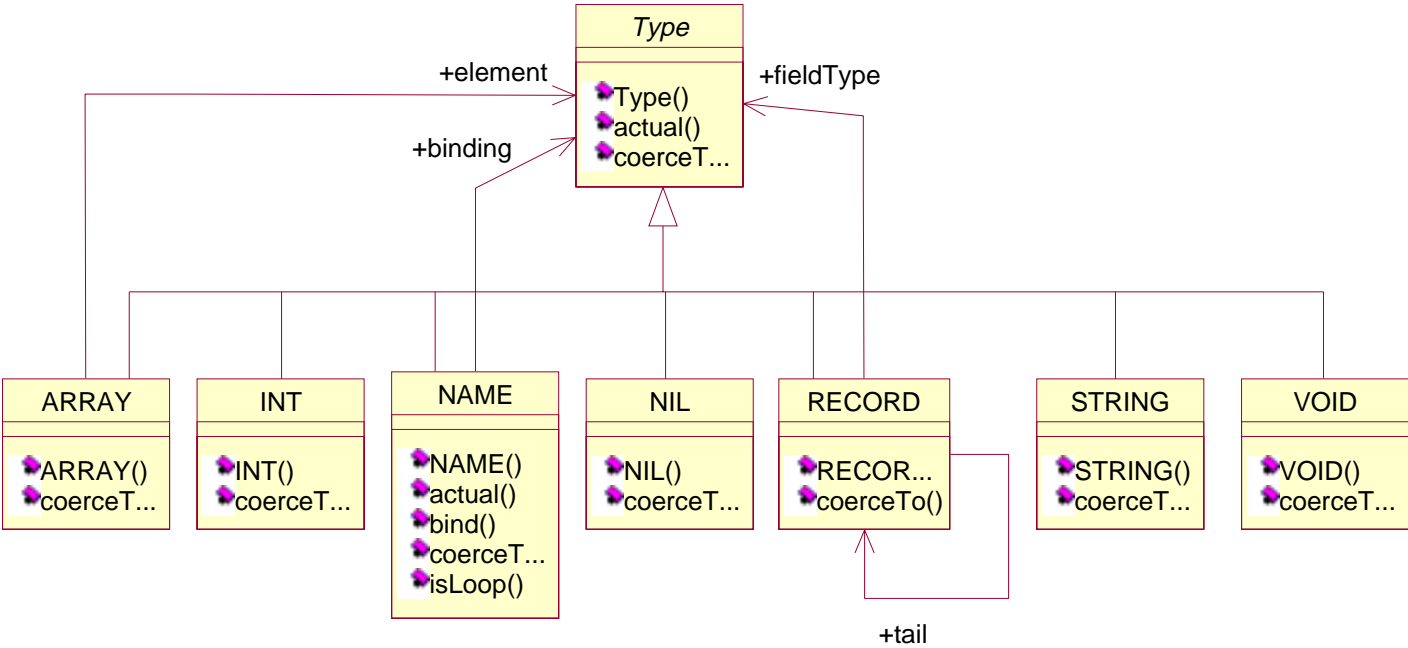 Type
Type()
actual()
coerceT...
+element
+fieldType
+binding
ARRAY
ARRAY()
coerceT...
INT
INT()
coerceT...
NAME
NAME()
actual()
bind()
coerceT...
isLoop()
NIL
NIL()
coerceT...
RECORD
RECOR...
coerceTo()
STRING
STRING()
coerceT...
VOID
VOID()
coerceT...
+tail